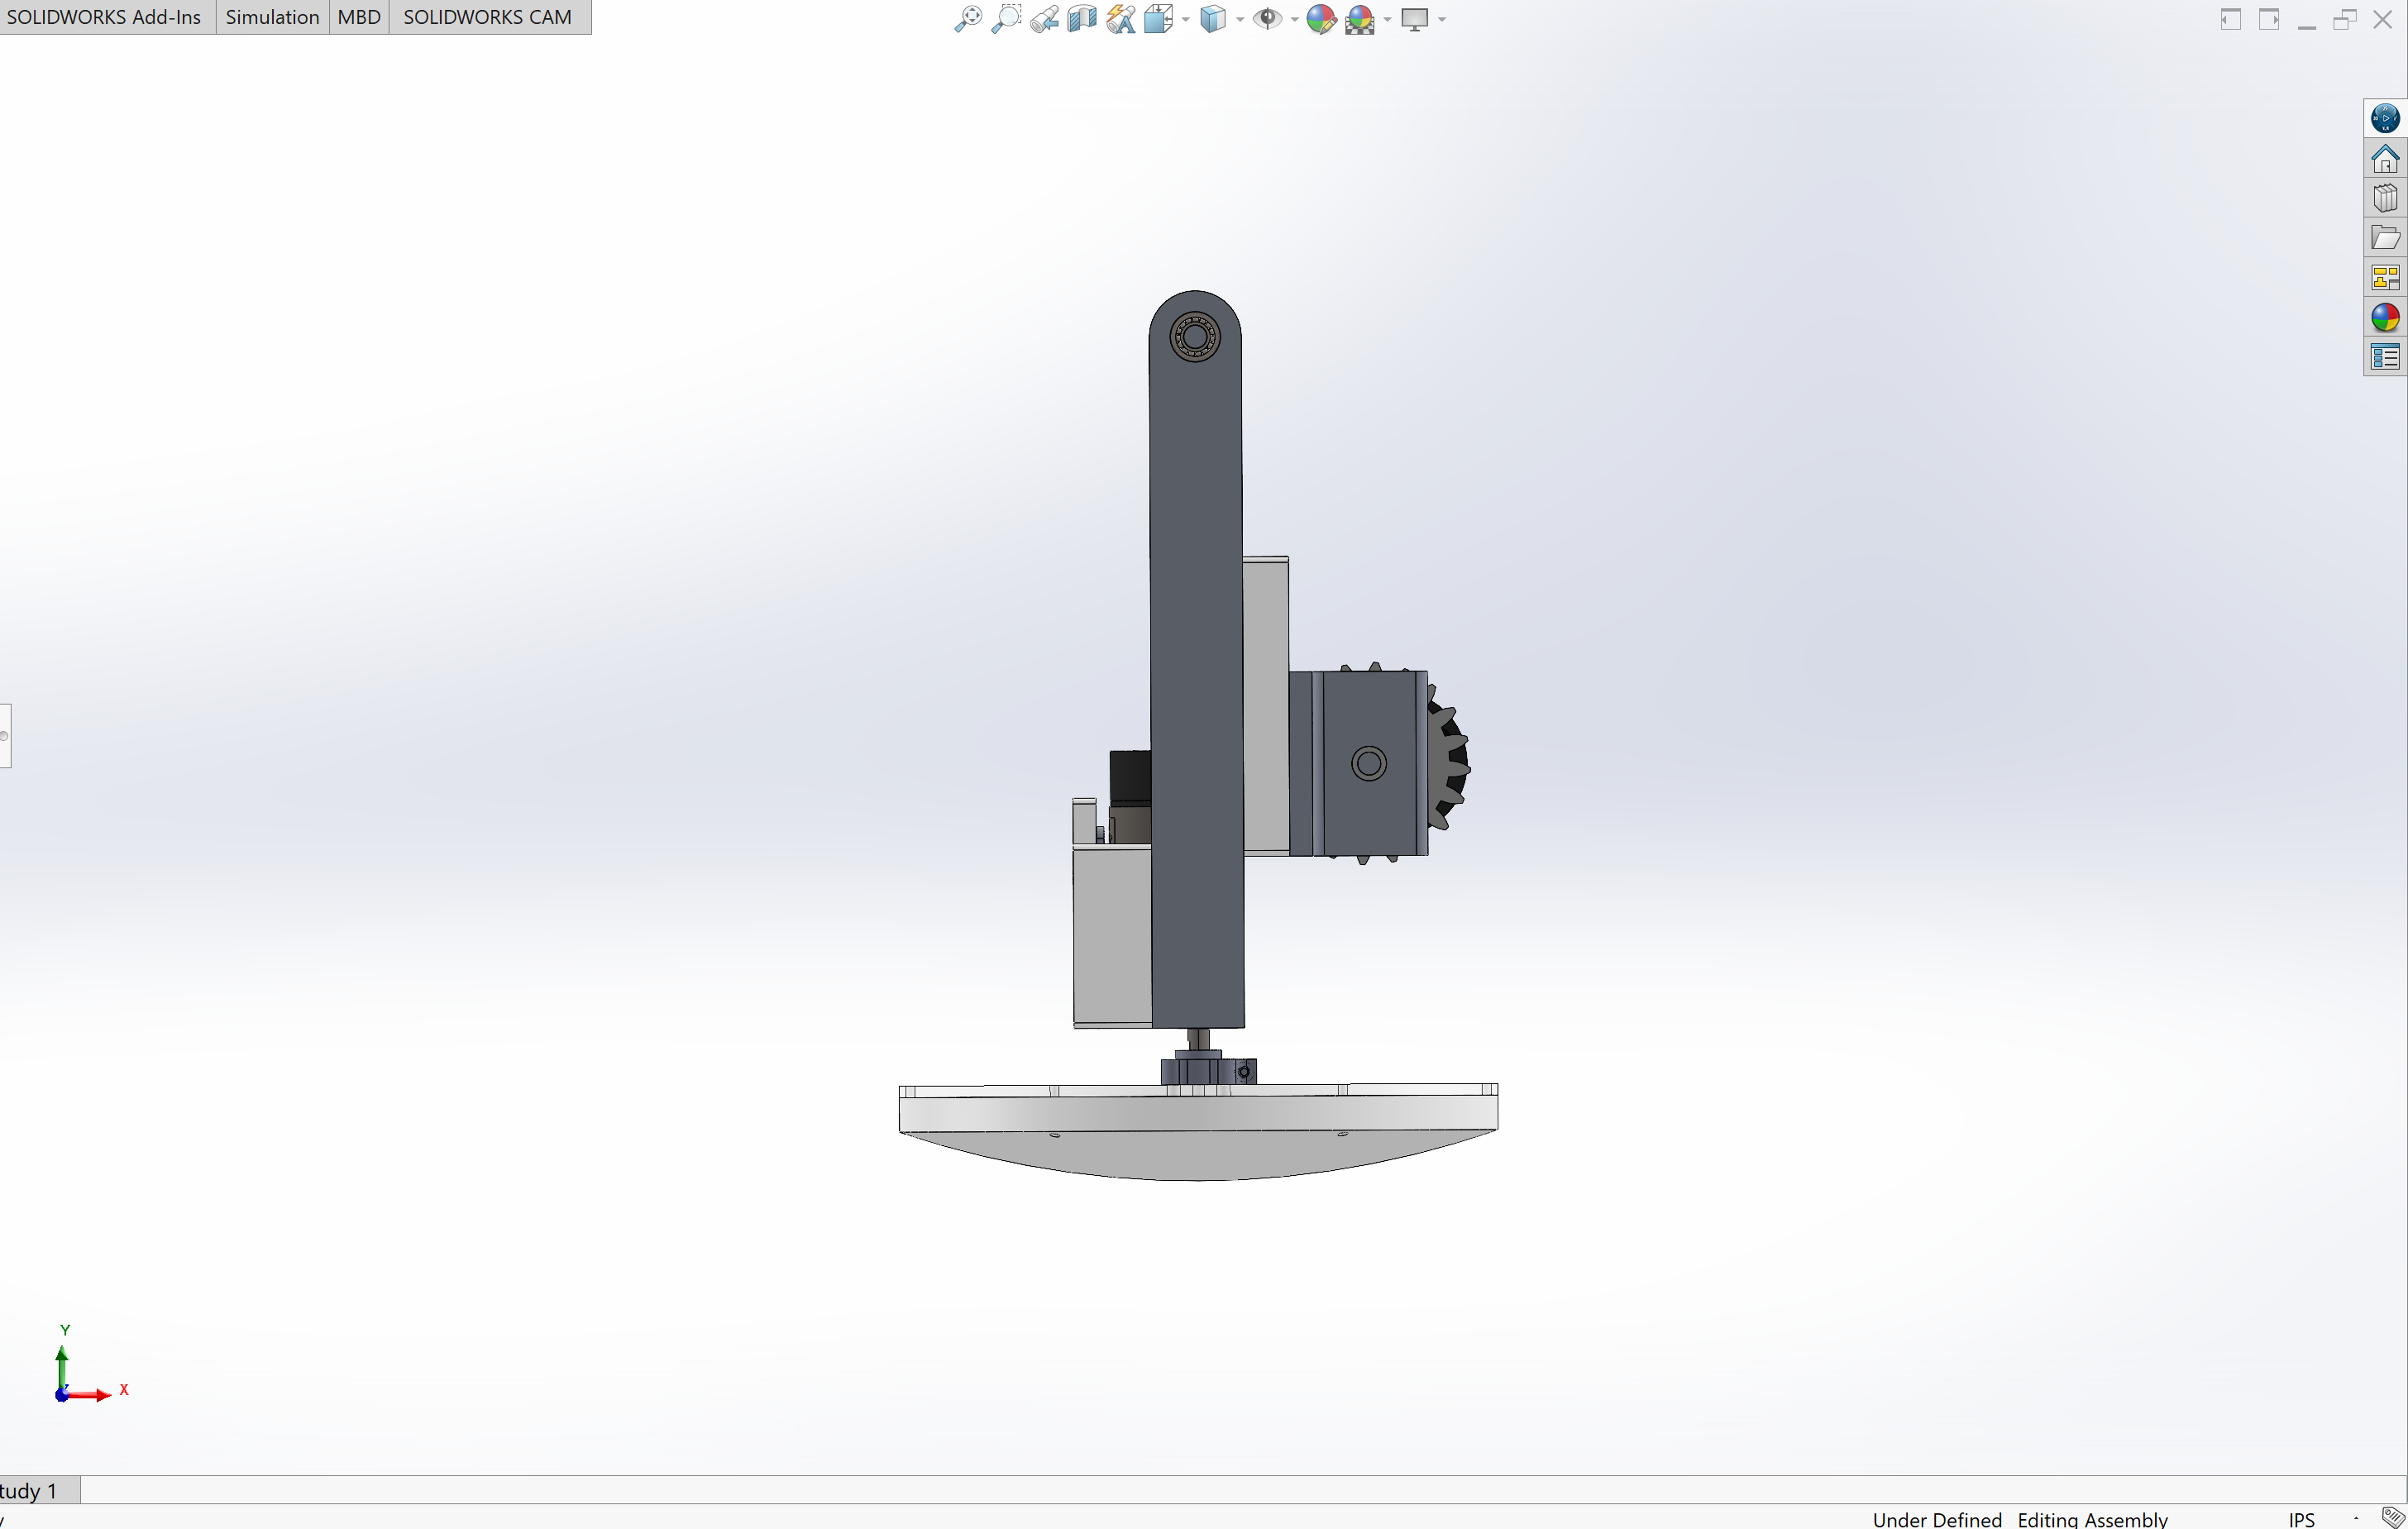 SOLIDWORKS Add-Ins Simulation MBD SOLIDWORKS CAM
Y
X
tudy 1
Under Defined Editing Assembly IPS